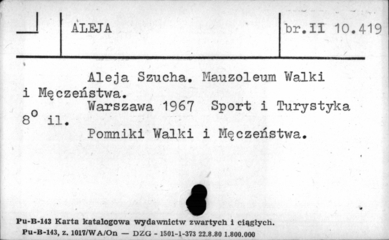 ALEJA br.II 10.419
Aleja Szucha. Mauzoleum Walki
i Męczeństwa.
Warszawa 1967 Sport i Turystyka
8° il.
Pomniki Walki i Męczeństwa.
Pu-B-143 Karta katalogowa wydawnictw zwartych i ciągłych.
Pu-B-143, z. 1017/WA/On — DZG - 1501-1-373 22.8.80 1.800.000